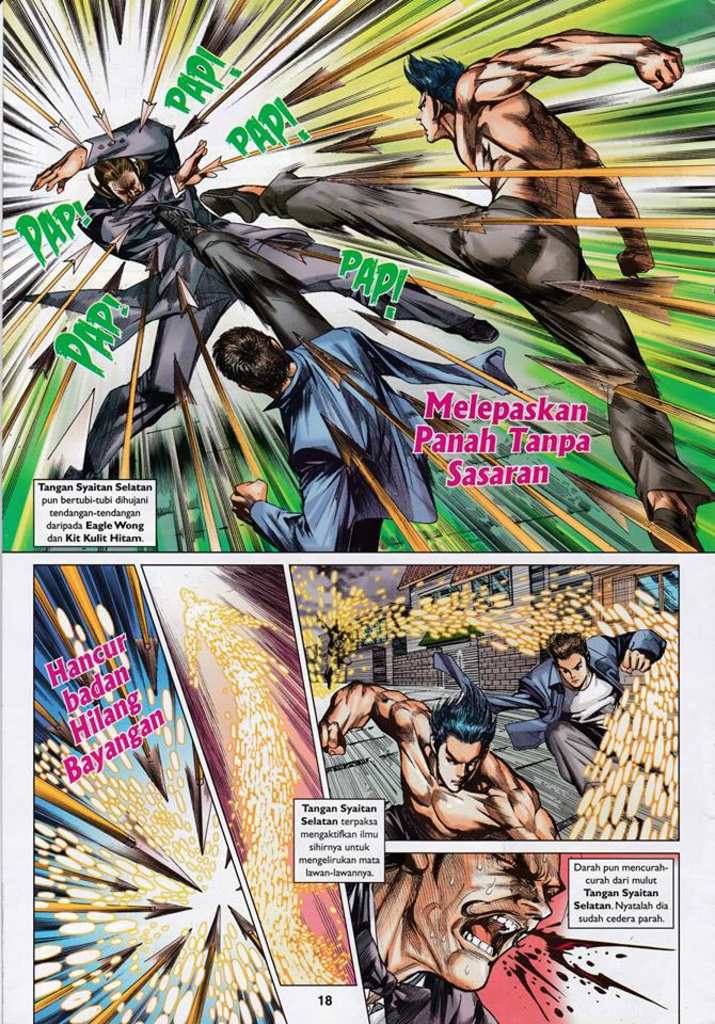 PAP!
PAP!
PAP!
PAP!
PAP!
Melepaskan
Panah Tanpa
Sasaran
Tangan Syaitan Selatan
pun bertubi-tubi dihujani
tendangan-tendangan
daripada Eagle Wong
dan Kit Kulit Hitam.
Hancur
badan
Hilang
Bayangan
Tangan Syaitan
Selatan terpaksa
mengaktifkan ilmu
sihirnya untuk
mengelirukan mata
lawan-lawannya.
Darah pun mencurah-
curah dari mulut
Tangan Syaitan
Selatan. Nyatalah dia
sudah cedera parah.
18